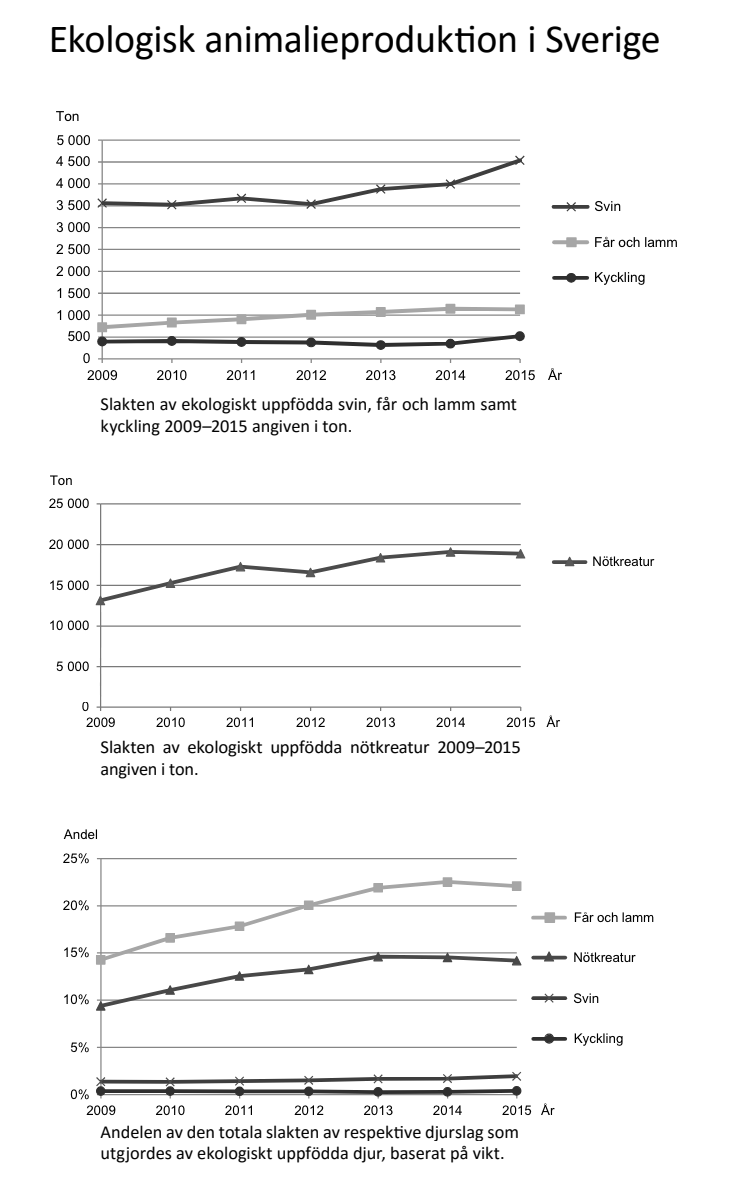 Ekologisk animalieproduktion i Sverige
Ton
5 000
4 500
4 000
3 500
3 000
2 500
2 000
1 500
1 000
500
0
2009 2010 2011 2012 2013 2014 2015 År
Svin
Får och lamm
Kyckling
Slakten av ekologiskt uppfödda svin, får och lamm samt
kyckling 2009–2015 angiven i ton.
Ton
25 000
20 000
15 000
10 000
5 000
0
2009 2010 2011 2012 2013 2014 2015 År
Nötkreatur
Slakten av ekologiskt uppfödda nötkreatur 2009–2015
angiven i ton.
Andel
25%
20%
15%
10%
5%
0%
2009 2010 2011 2012 2013 2014 2015 År
Får och lamm
Nötkreatur
Svin
Kyckling
Andelen av den totala slakten av respektive djurslag som
utgjordes av ekologiskt uppfödda djur, baserat på vikt.